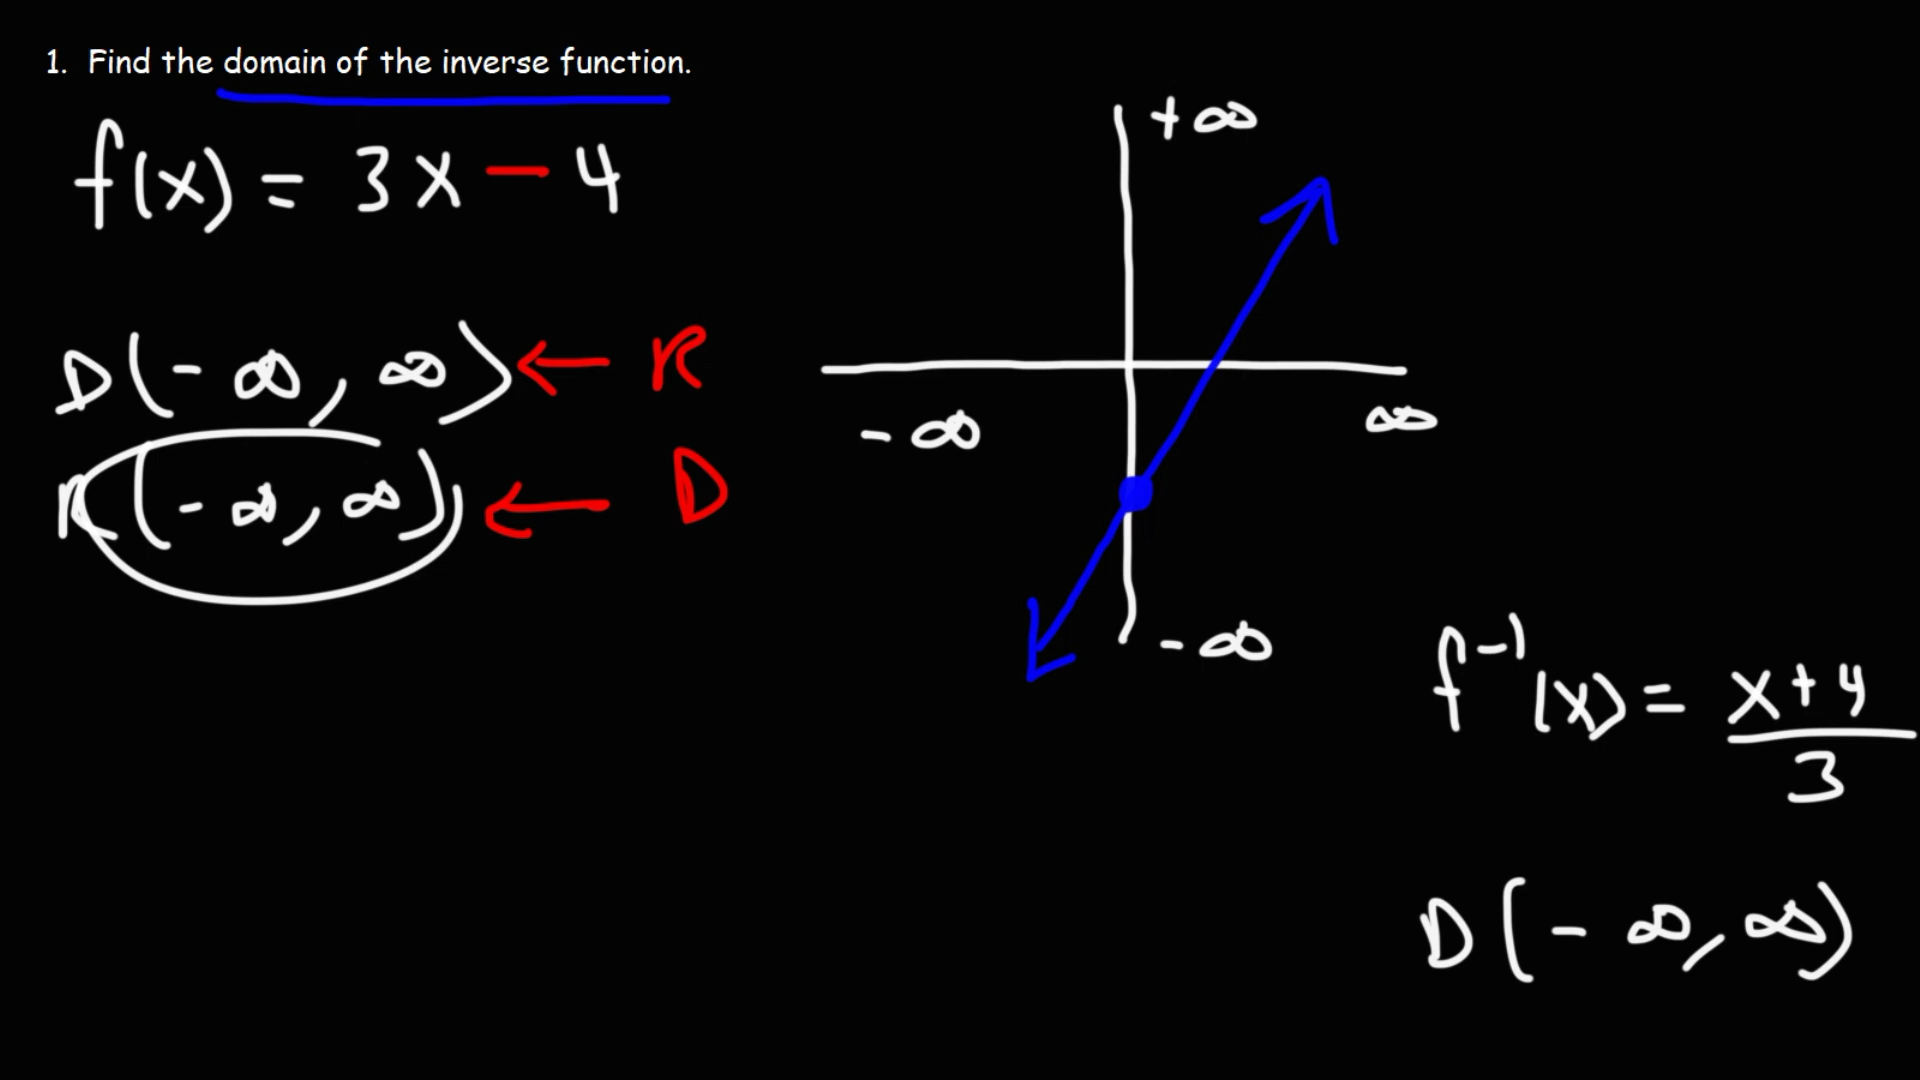 1. Find the domain of the inverse function.
f(x) = 3x - 4
D(-∞, ∞) ← R
R(-∞, ∞) ← D
+∞
-∞
∞
-∞
f⁻¹(x) = x+4
3
D(-∞, ∞)